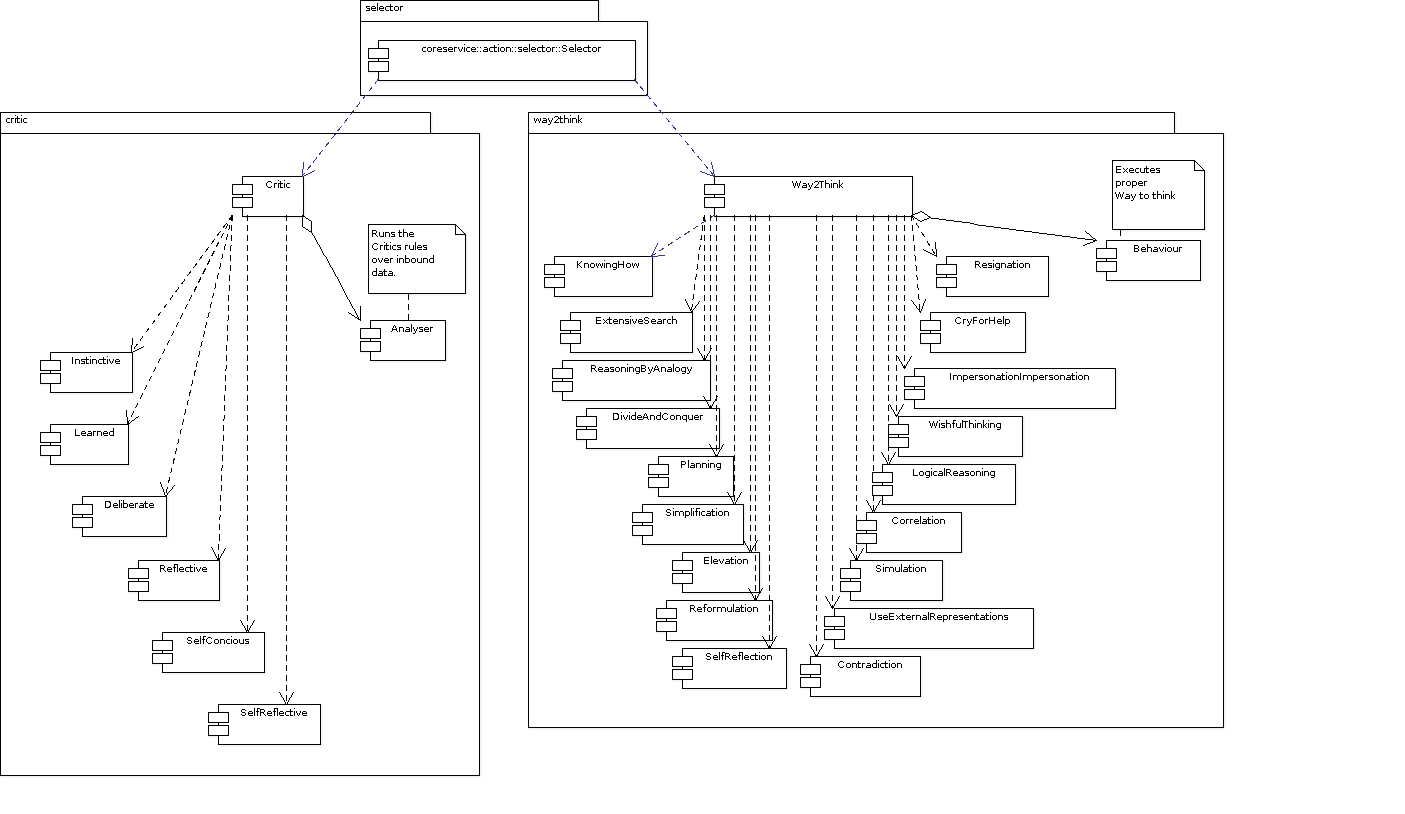 selector
coreservice::action::selector::Selector
critic
way2think
Critic
Way2Think
Executes
proper
Way to think
Runs the
Critics rules
over inbound
data.
Behaviour
KnowingHow
Resignation
ExtensiveSearch
CryForHelp
Analyser
Instinctive
ReasoningByAnalogy
ImpersonationImpersonation
DivideAndConquer
WishfulThinking
Learned
Planning
LogicalReasoning
Deliberate
Simplification
Correlation
Reflective
Elevation
Simulation
Reformulation
UseExternalRepresentations
SelfConcious
SelfReflection
Contradiction
SelfReflective